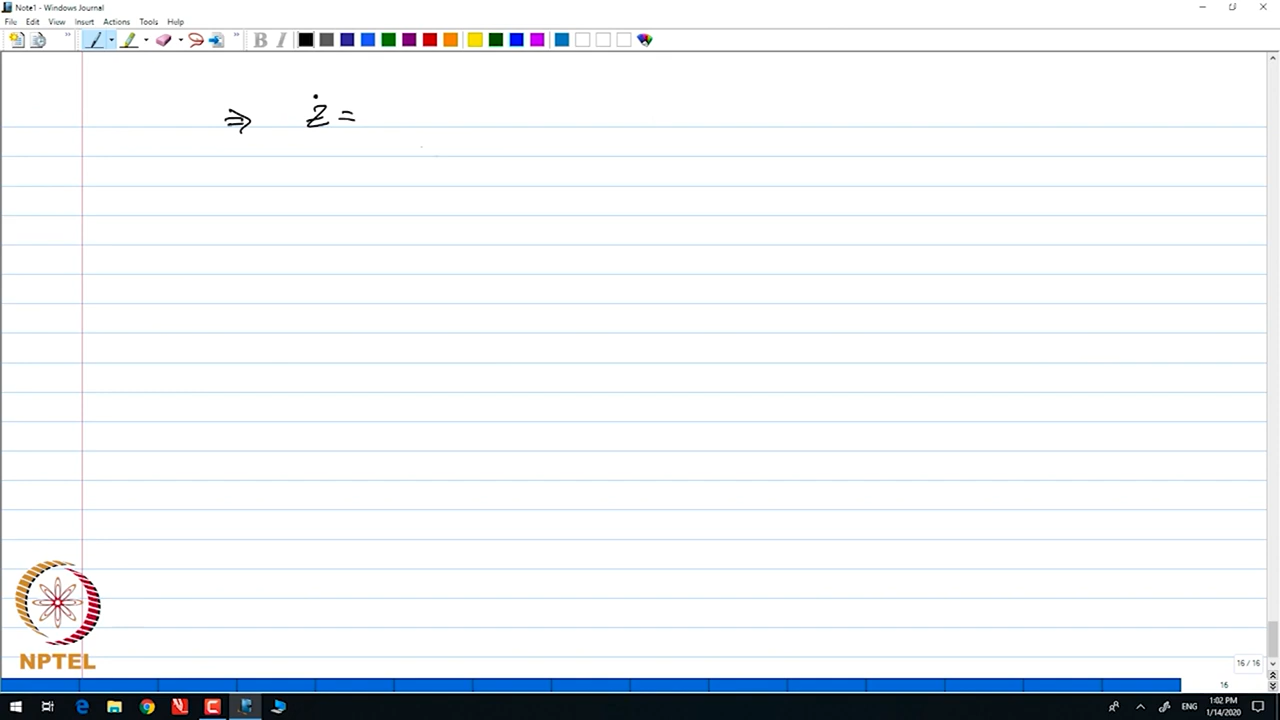 Note1 - Windows Journal
File Edit View Insert Actions Tools Help
B I
⇒ ż =
NPTEL
16 / 16
16
ENG
1:02 PM
1/14/2020